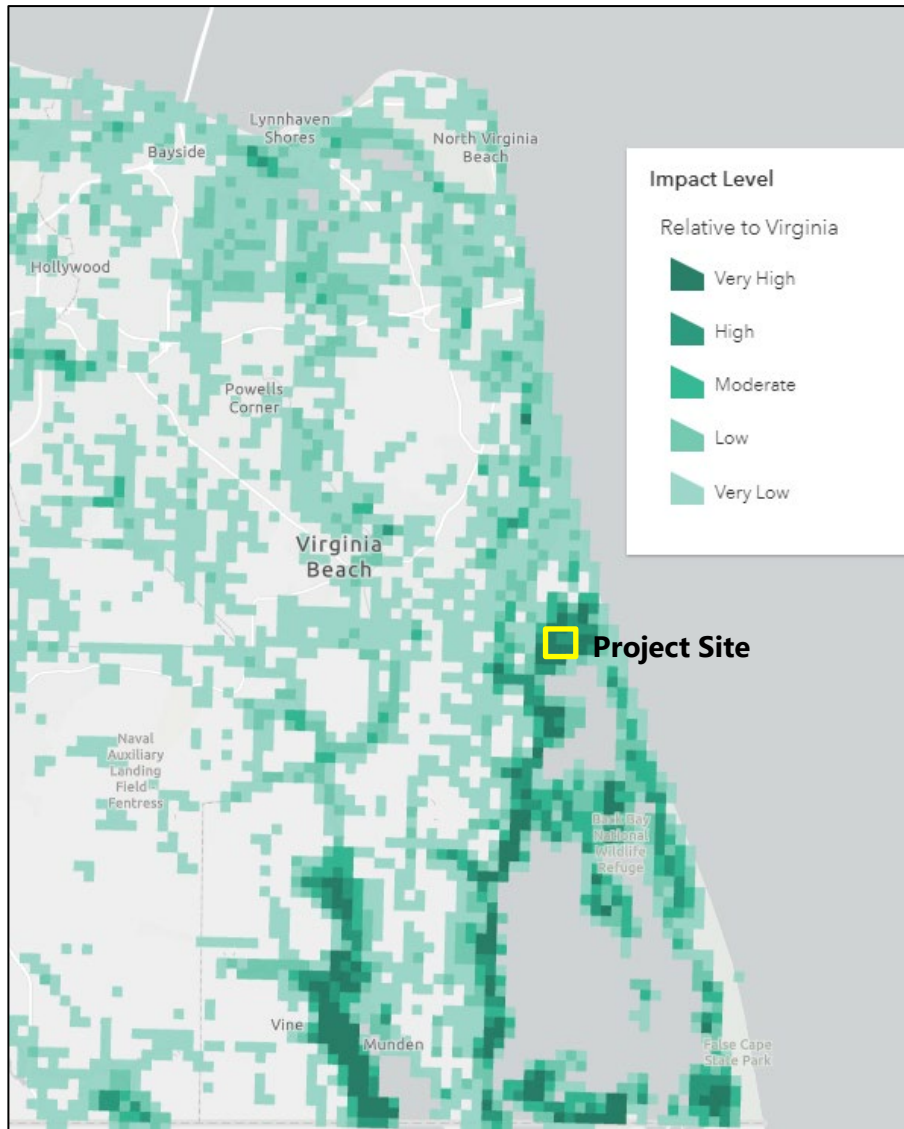 Lynnhaven
Shores
Bayside
North Virginia
Beach
Impact Level
Relative to Virginia
Very High
High
Moderate
Low
Very Low
Hollywood
Powells
Corner
Virginia
Beach
Project Site
Naval
Auxiliary
Landing
Field -
Fentress
Back Bay
National
Wildlife
Refuge
Vine
Munden
False Cape
State Park